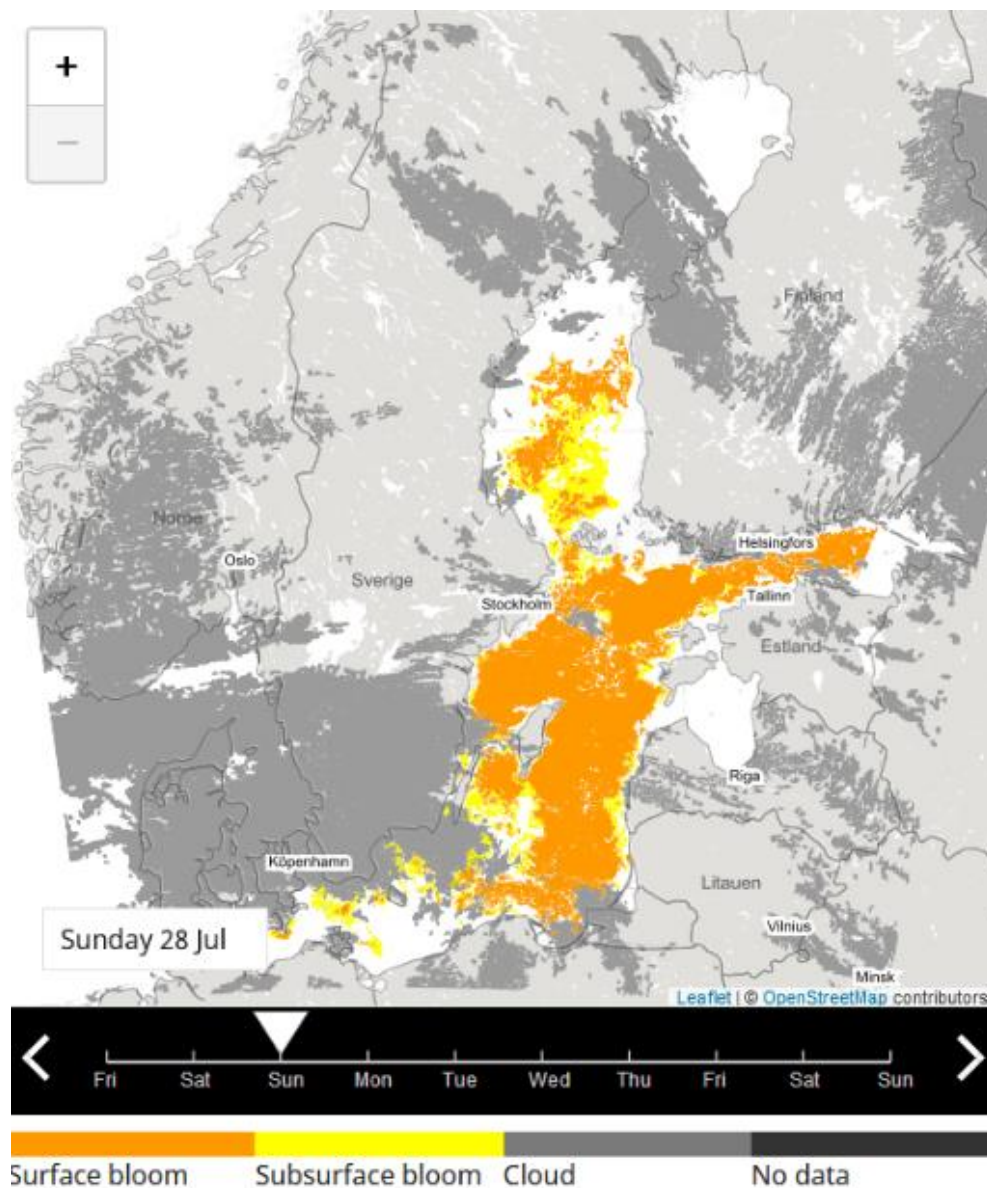 +
−
Finland
Norge
Helsingfors
Oslo
Sverige
Stockholm
Tallinn
Estland
Riga
Köpenhamn
Litauen
Sunday 28 Jul
Vilnius
Minsk
Leaflet | © OpenStreetMap contributors
Fri Sat Sun Mon Tue Wed Thu Fri Sat Sun
Surface bloom Subsurface bloom Cloud No data